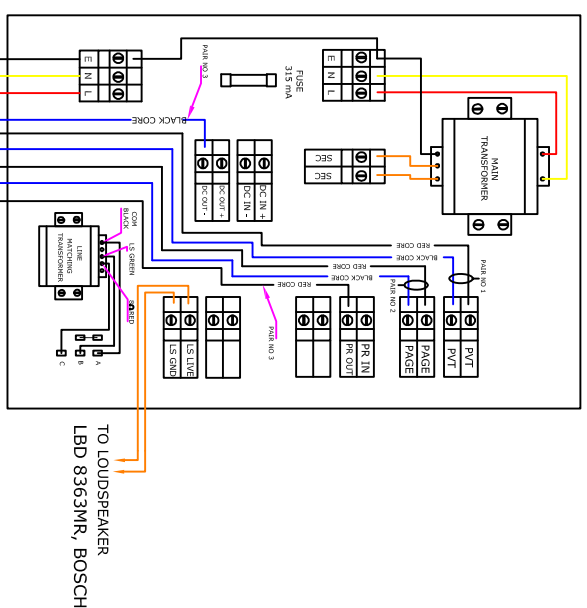 E
N
L
PAIR NO 3
FUSE
315 mA
E
N
L
BLACK CORE
MAIN
TRANSFORMER
SEC
SEC
DC OUT -
DC OUT +
DC IN -
DC IN +
COM
BLACK
LS GREEN
LINE
MATCHING
TRANSFORMER
RED CORE
BLACK CORE
RED CORE
BLACK CORE
RED CORE
PAIR NO 1
PAIR NO 2
PAIR NO 3
LS GND
LS LIVE
PR OUT
PR IN
PAGE
PAGE
PVT
PVT
C
B
A
TO LOUDSPEAKER
LBD 8363MR, BOSCH